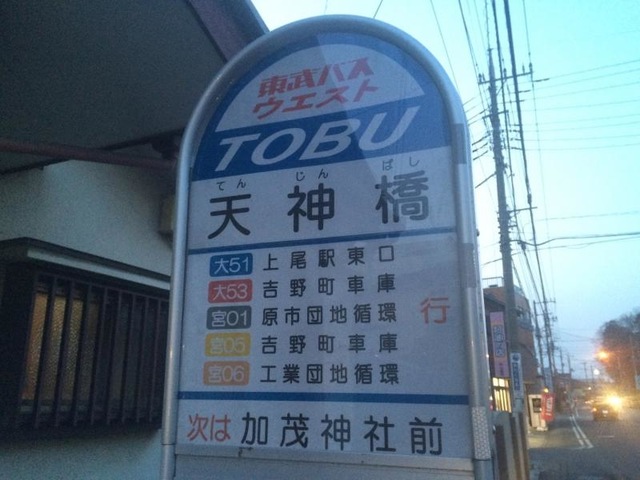 東武バス
ウエスト
TOBU
てんじんばし
天神橋
大51 上尾駅東口
大53 吉野町車庫
宮01 原市団地循環 行
宮05 吉野町車庫
宮06 工業団地循環
次は 加茂神社前